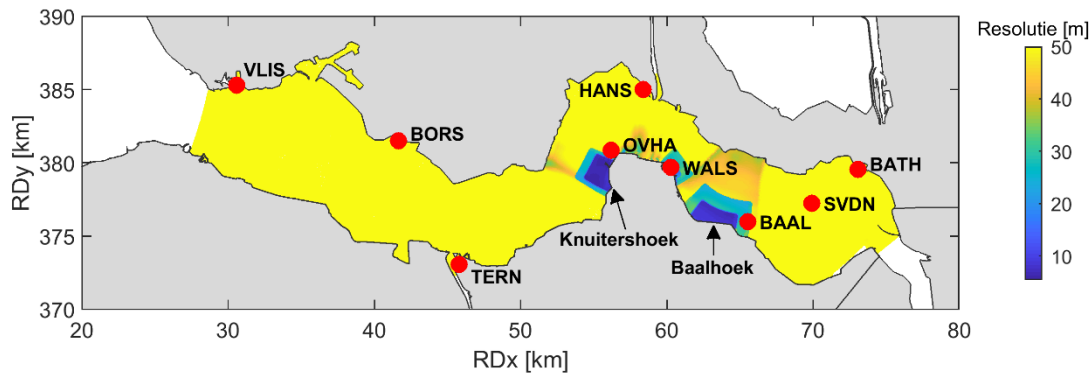 390
385
380
375
370
RDy [km]
VLIS
BORS
HANS
OVHA
WALS
BATH
SVDN
BAAL
TERN
Knuitershoek
Baalhoek
20 30 40 50 60 70 80
RDx [km]
Resolutie [m]
50
40
30
20
10